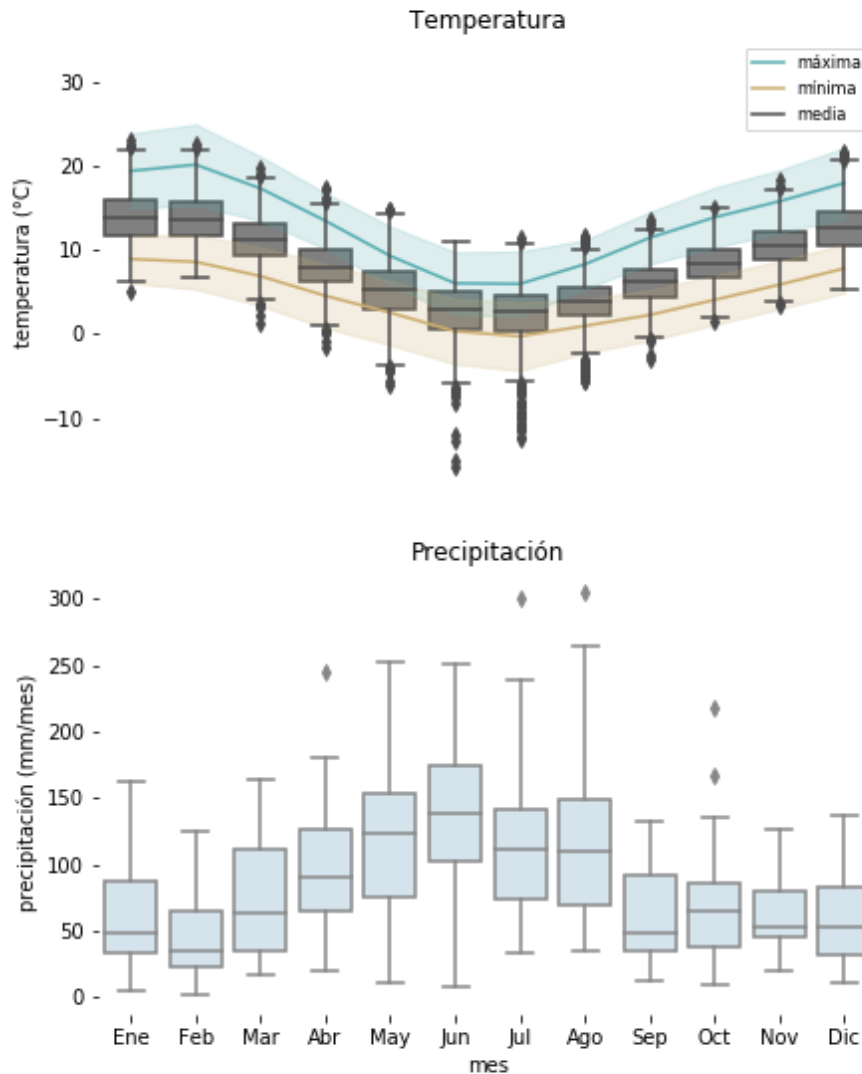 Temperatura
máxima
mínima
media
30
20
10
0
−10
temperatura (°C)
Precipitación
300
250
200
150
100
50
0
precipitación (mm/mes)
Ene Feb Mar Abr May Jun Jul Ago Sep Oct Nov Dic
mes